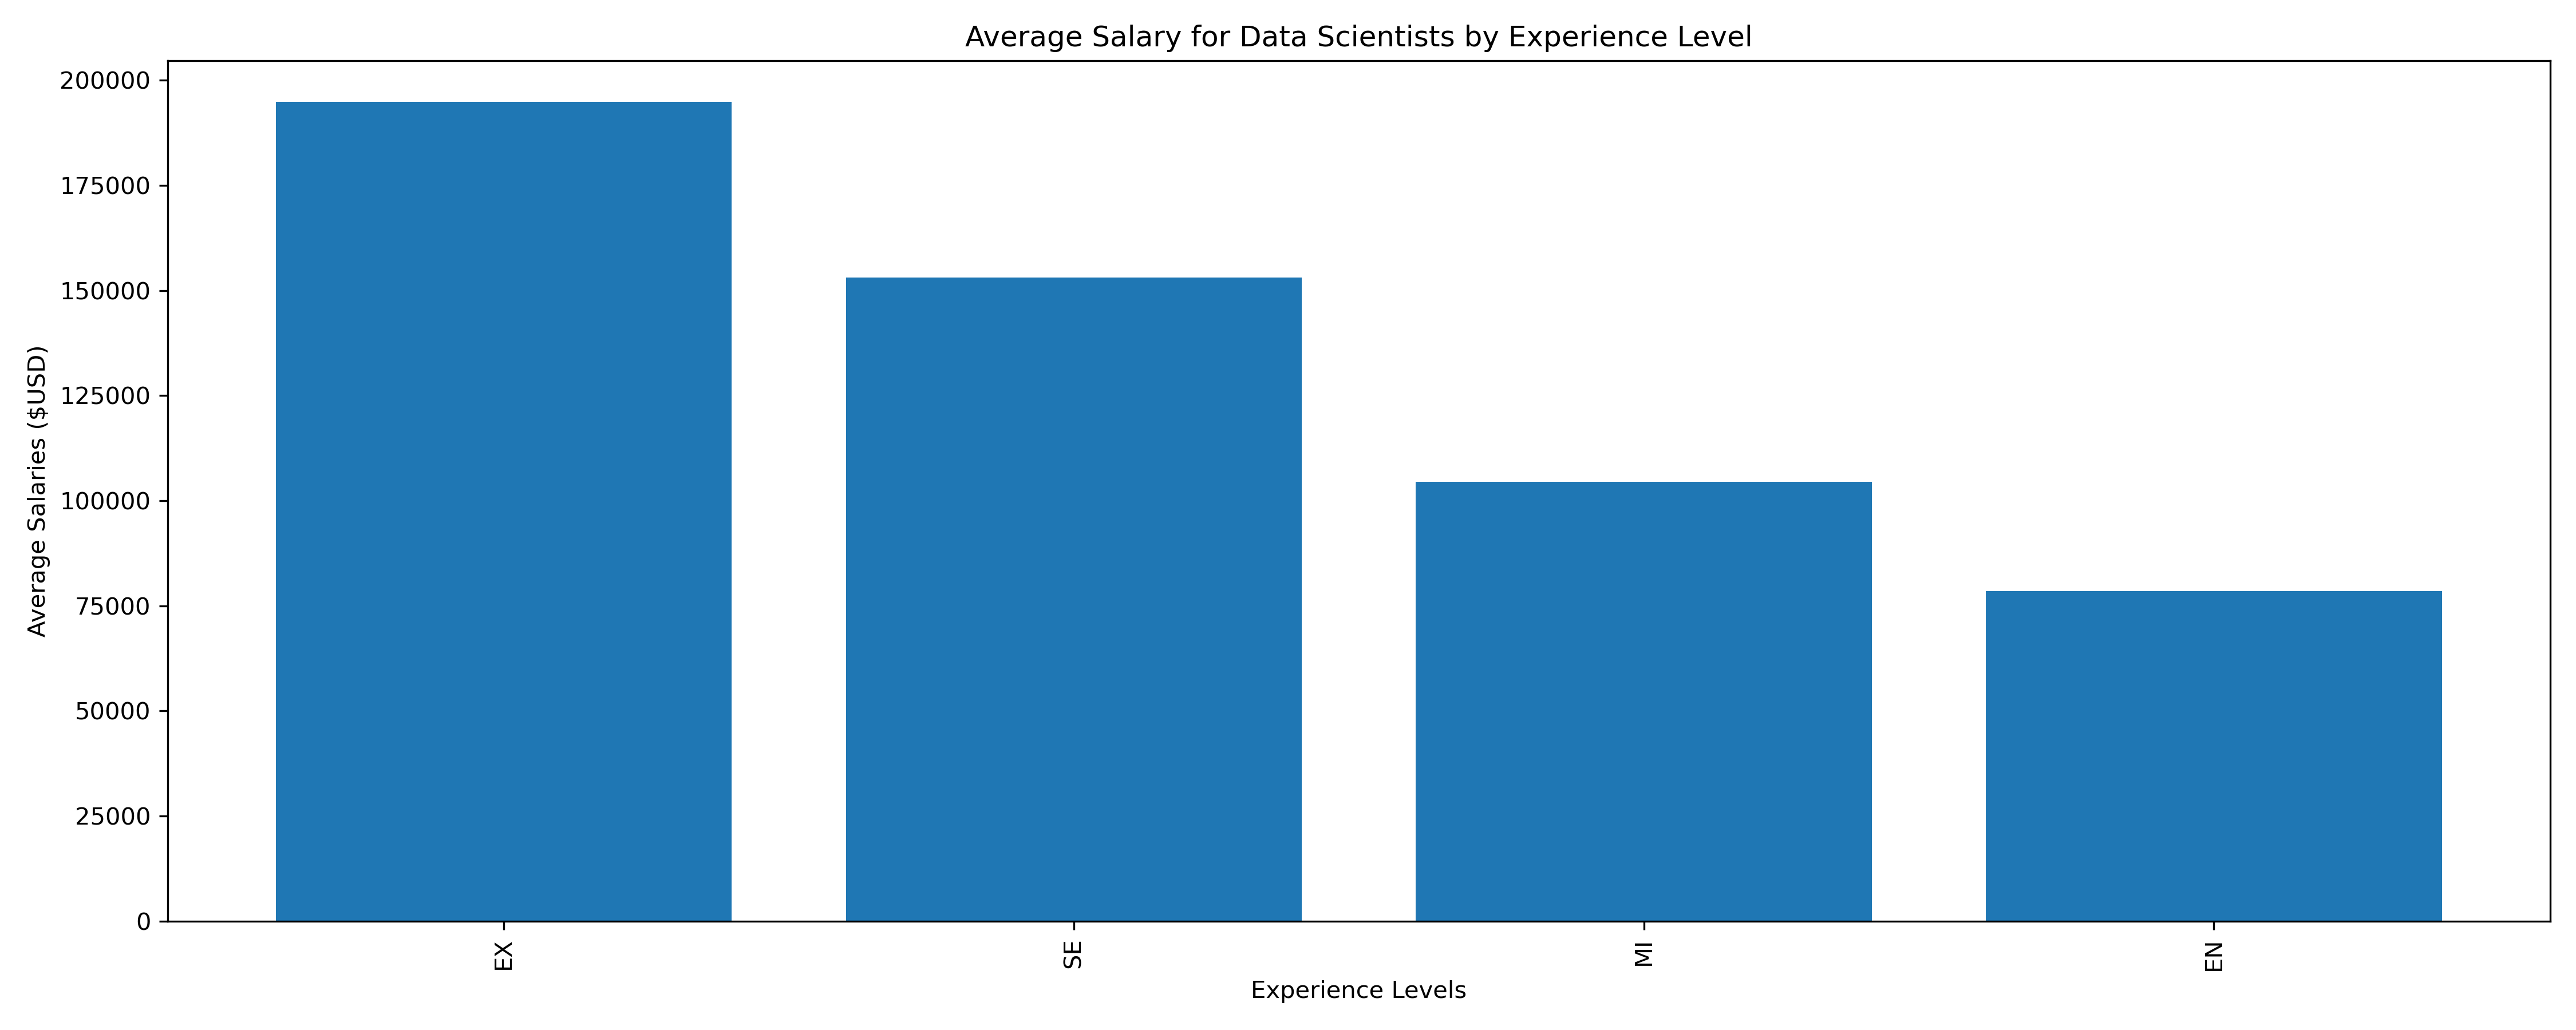 Average Salary for Data Scientists by Experience Level
Average Salaries ($USD)
200000
175000
150000
125000
100000
75000
50000
25000
0
EX
SE
MI
EN
Experience Levels